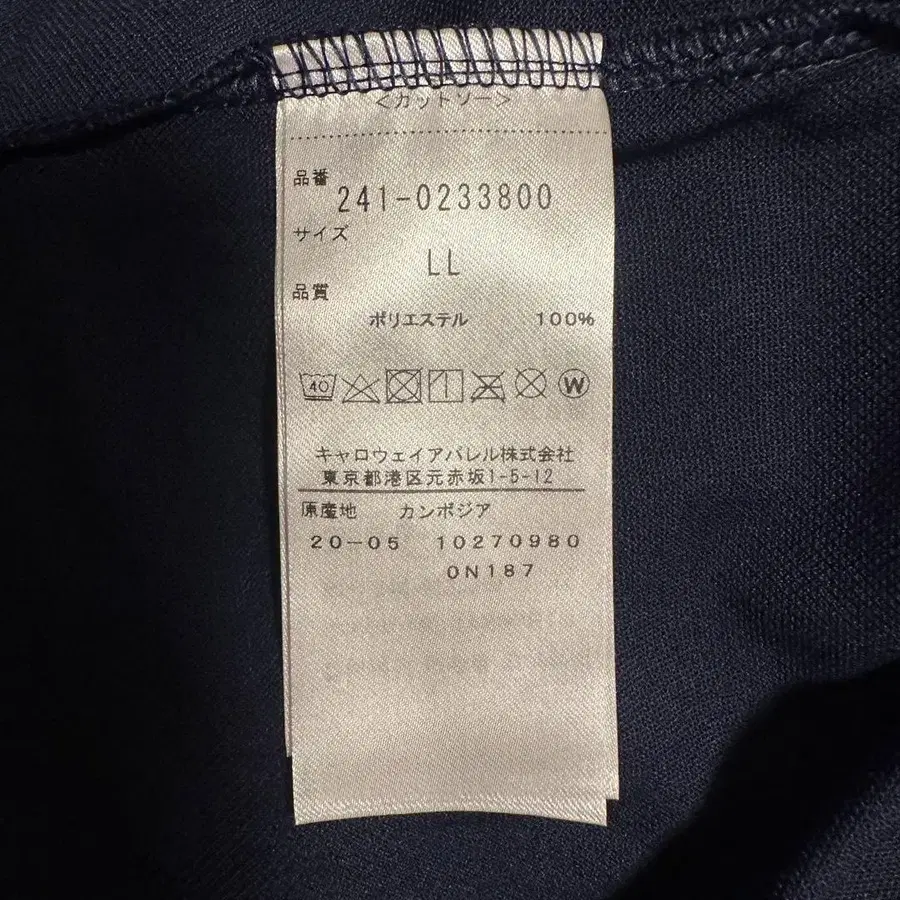 <カットソー>
品番
241-0233800
サイズ
LL
品質
ポリエステル 100%
40 W
キャロウェイアパレル株式会社
東京都港区元赤坂1-5-12
原産地 カンボジア
20-05 10270980
0N187